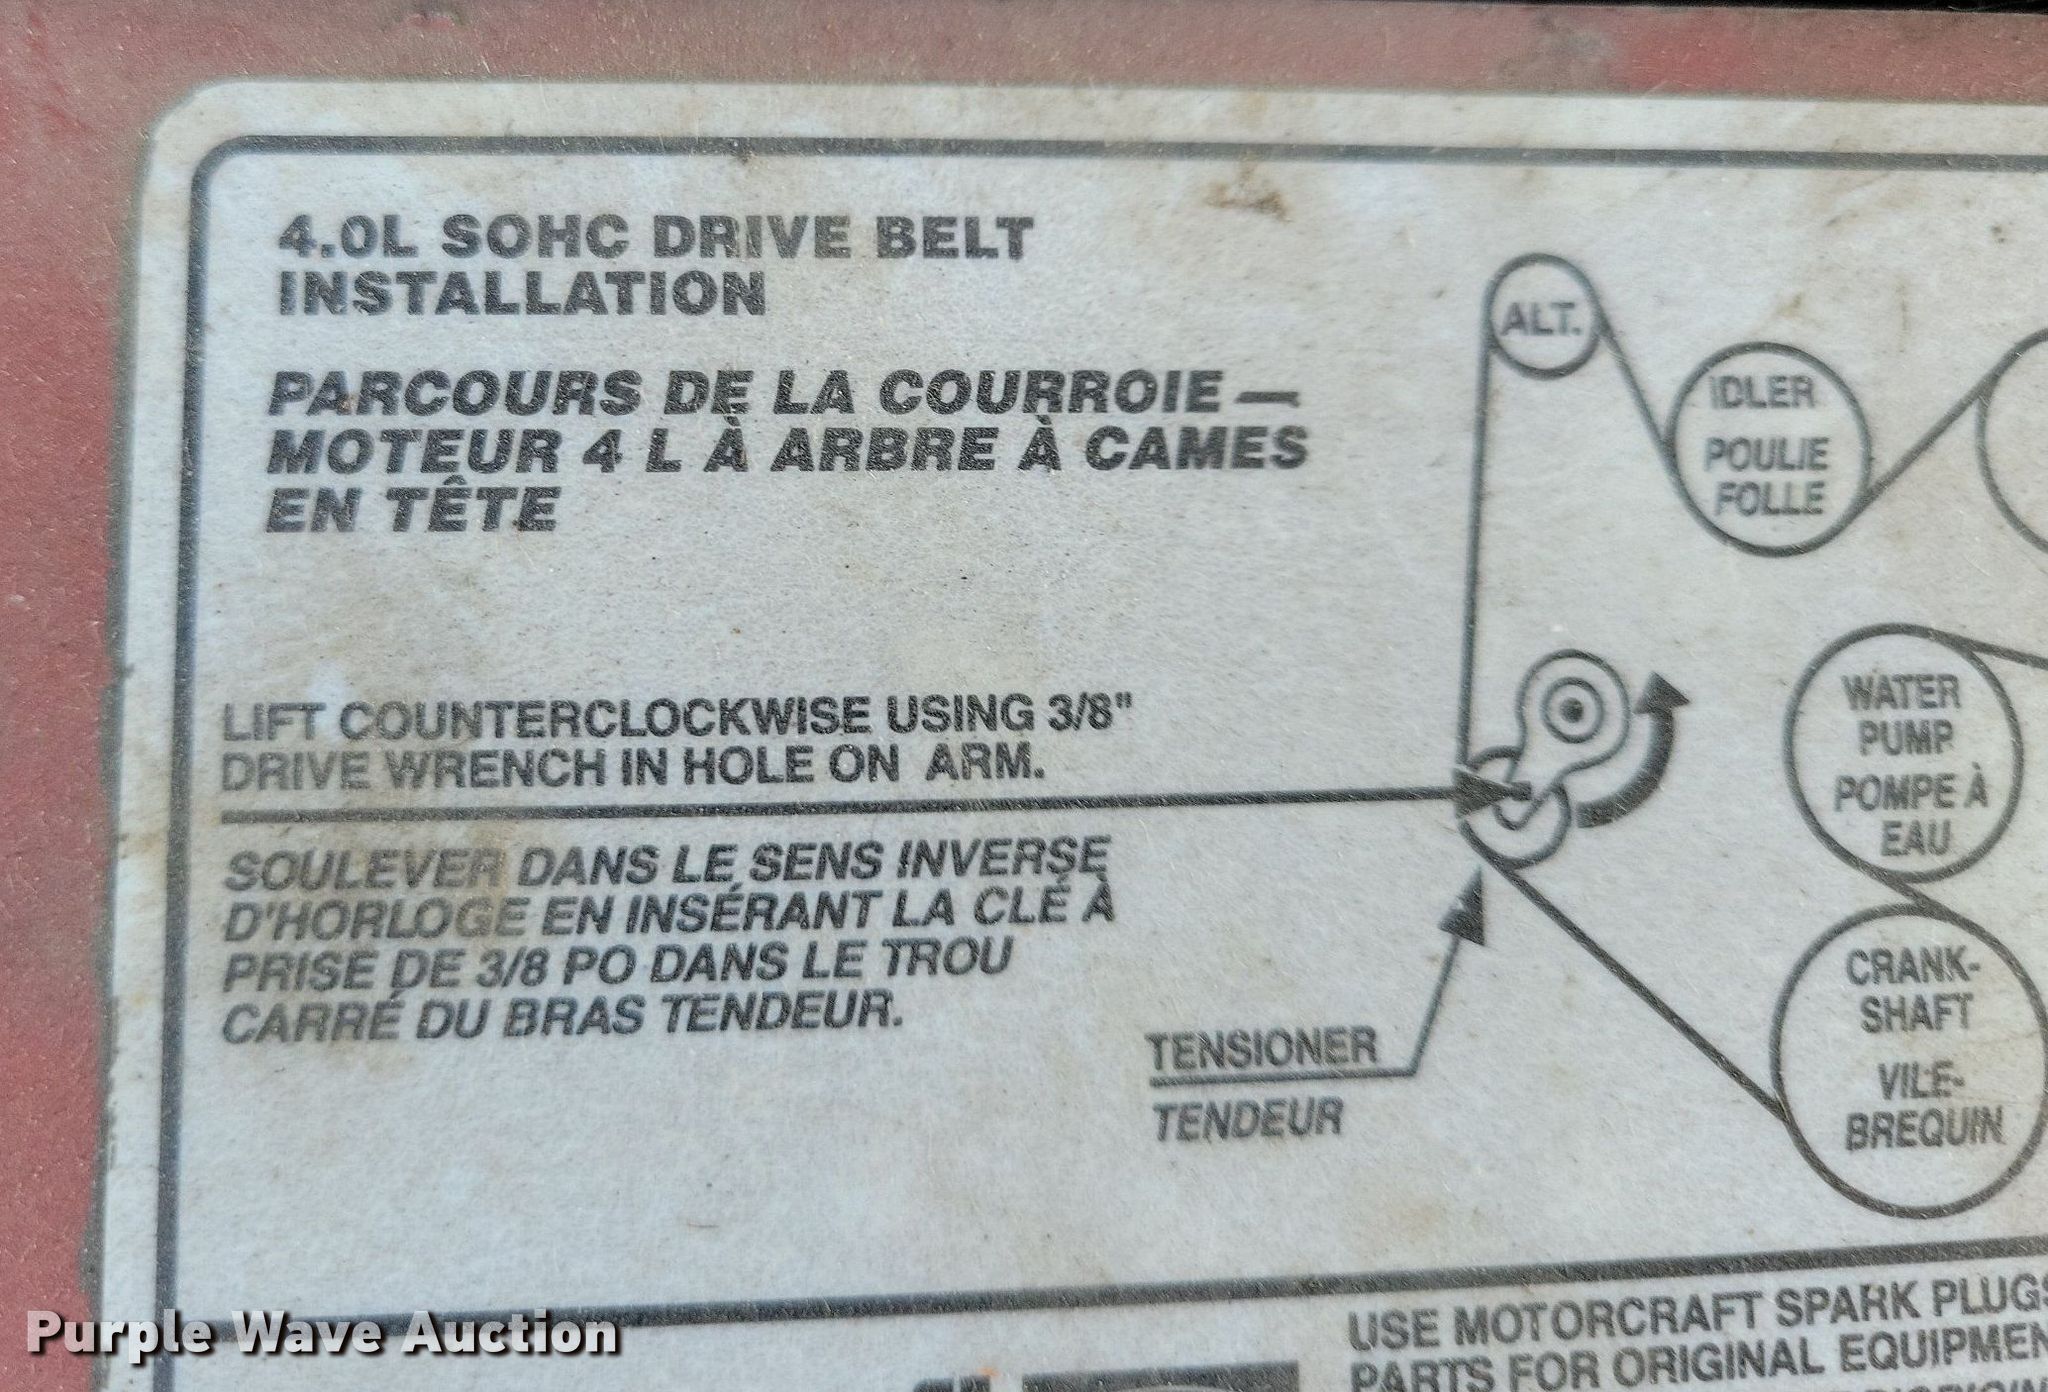 4.0L SOHC DRIVE BELT
INSTALLATION
PARCOURS DE LA COURROIE —
MOTEUR 4 L À ARBRE À CAMES
EN TÊTE
LIFT COUNTERCLOCKWISE USING 3/8"
DRIVE WRENCH IN HOLE ON ARM.
SOULEVER DANS LE SENS INVERSE
D'HORLOGE EN INSÉRANT LA CLÉ À
PRISE DE 3/8 PO DANS LE TROU
CARRÉ DU BRAS TENDEUR.
ALT.
IDLER
POULIE
FOLLE
WATER
PUMP
POMPE À
EAU
CRANK-
SHAFT
VILE-
BREQUIN
TENSIONER
TENDEUR
USE MOTORCRAFT SPARK PLUGS
PARTS FOR ORIGINAL EQUIPMEN
Purple Wave Auction